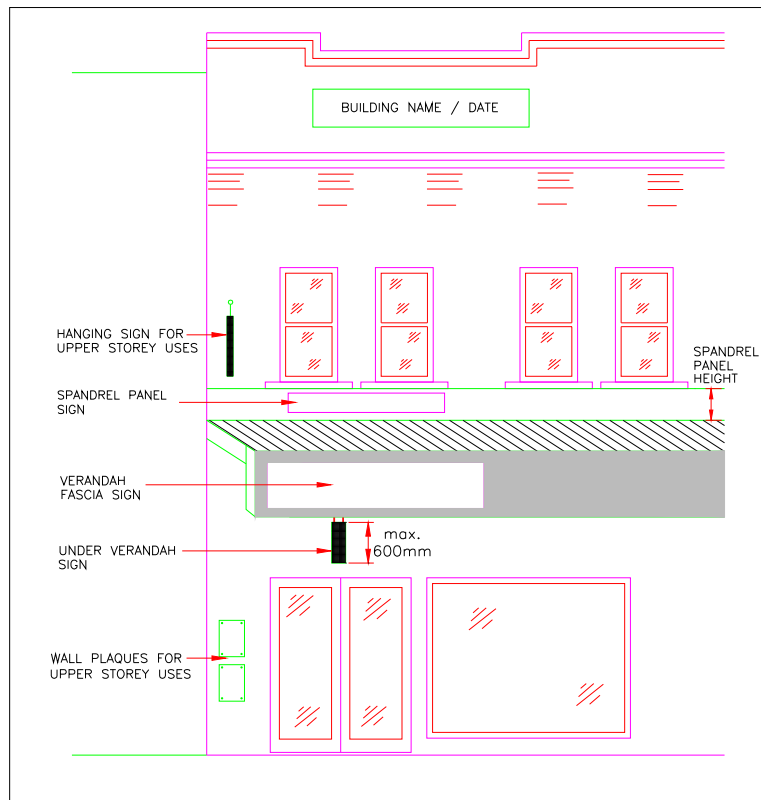 BUILDING NAME / DATE
HANGING SIGN FOR
UPPER STOREY USES
SPANDREL
PANEL
HEIGHT
SPANDREL PANEL
SIGN
VERANDAH
FASCIA SIGN
max.
600mm
UNDER VERANDAH
SIGN
WALL PLAQUES FOR
UPPER STOREY USES